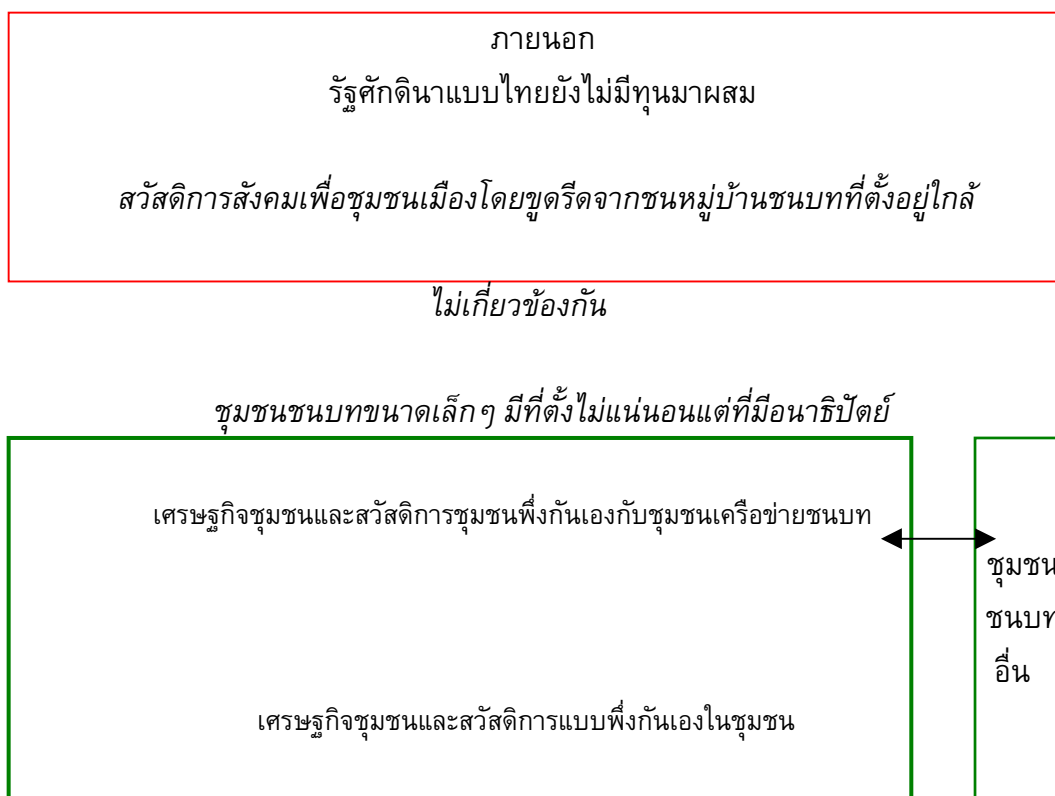 ภายนอก
รัฐศักดินาแบบไทยยังไม่มีทุนมาผสม
สวัสดิการสังคมเพื่อชุมชนเมืองโดยขูดรีดจากชนหมู่บ้านชนบทที่ตั้งอยู่ใกล้
ไม่เกี่ยวข้องกัน
ชุมชนชนบทขนาดเล็กๆ มีที่ตั้งไม่แน่นอนแต่ที่มีอนาธิปัตย์
เศรษฐกิจชุมชนและสวัสดิการชุมชนพึ่งกันเองกับชุมชนเครือข่ายชนบท
ชุมชน
ชนบท
อื่น
เศรษฐกิจชุมชนและสวัสดิการแบบพึ่งกันเองในชุมชน